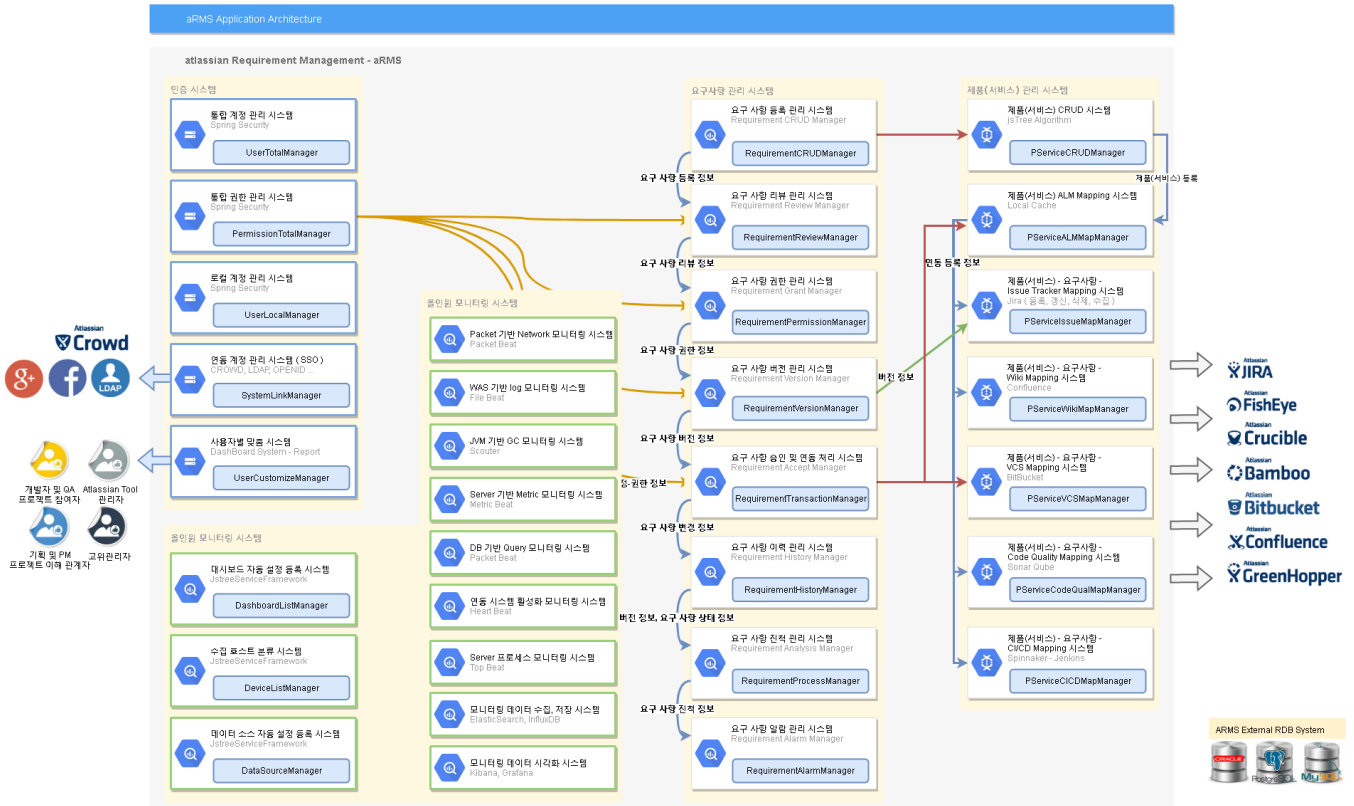 aRMS Application Architecture
atlassian Requirement Management - aRMS
인증 시스템
통합 계정 관리 시스템
Spring Security
UserTotalManager
통합 권한 관리 시스템
Spring Security
PermissionTotalManager
로컬 계정 관리 시스템
Spring Security
UserLocalManager
연동 계정 관리 시스템 ( SSO )
CROWD, LDAP, OPENID ...
SystemLinkManager
사용자별 맞춤 시스템
DashBoard System - Report
UserCustomizeManager
Atlassian
Crowd
g+
f
LDAP
개발자 및 QA
프로젝트 참여자
Atlassian Tool
관리자
기획 및 PM
프로젝트 이해 관계자
고위관리자
올인원 모니터링 시스템
대시보드 자동 설정 등록 시스템
JstreeServiceFramework
DashboardListManager
수집 호스트 분류 시스템
JstreeServiceFramework
DeviceListManager
데이터 소스 자동 설정 등록 시스템
JstreeServiceFramework
DataSourceManager
올인원 모니터링 시스템
Packet 기반 Network 모니터링 시스템
Packet Beat
WAS 기반 log 모니터링 시스템
File Beat
JVM 기반 GC 모니터링 시스템
Scouter
Server 기반 Metric 모니터링 시스템
Metric Beat
DB 기반 Query 모니터링 시스템
Packet Beat
연동 시스템 활성화 모니터링 시스템
Heart Beat
Server 프로세스 모니터링 시스템
Top Beat
모니터링 데이터 수집, 저장 시스템
ElasticSearch, InfluxDB
모니터링 데이터 시각화 시스템
Kibana, Grafana
요구사항 관리 시스템
요구 사항 등록 관리 시스템
Requirement CRUD Manager
RequirementCRUDManager
요구 사항 등록 정보
요구 사항 리뷰 관리 시스템
Requirement Review Manager
RequirementReviewManager
요구 사항 리뷰 정보
요구 사항 권한 관리 시스템
Requirement Grant Manager
RequirementPermissionManager
요구 사항 권한 정보
요구 사항 버전 관리 시스템
Requirement Version Manager
RequirementVersionManager
버전 정보
요구 사항 버전 정보
요구 사항 승인 및 연동 처리 시스템
Requirement Accept Manager
RequirementTransactionManager
정-권한 정보
요구 사항 변경 정보
요구 사항 이력 관리 시스템
Requirement History Manager
RequirementHistoryManager
버전 정보, 요구 사항 상태 정보
요구 사항 진척 관리 시스템
Requirement Analysis Manager
RequirementProcessManager
요구 사항 진척 정보
요구 사항 알람 관리 시스템
Requirement Alarm Manager
RequirementAlarmManager
제품(서비스) 관리 시스템
제품(서비스) CRUD 시스템
jsTree Algorithm
PServiceCRUDManager
제품(서비스) 등록
제품(서비스) ALM Mapping 시스템
Local Cache
PServiceALMMapManager
연동 등록 정보
제품(서비스) - 요구사항 -
Issue Tracker Mapping 시스템
Jira ( 등록, 갱신, 삭제, 수집 )
PServiceIssueMapManager
제품(서비스) - 요구사항 -
Wiki Mapping 시스템
Confluence
PServiceWikiMapManager
제품(서비스) - 요구사항 -
VCS Mapping 시스템
BitBucket
PServiceVCSMapManager
제품(서비스) - 요구사항 -
Code Quality Mapping 시스템
Sonar Qube
PServiceCodeQualMapManager
제품(서비스) - 요구사항 -
CI/CD Mapping 시스템
Spinnaker - Jenkins
PServiceCICDMapManager
Atlassian
JIRA
Atlassian
FishEye
Atlassian
Crucible
Atlassian
Bamboo
Atlassian
Bitbucket
Atlassian
Confluence
Atlassian
GreenHopper
ARMS External RDB System
ORACLE
PostgreSQL
MySQL